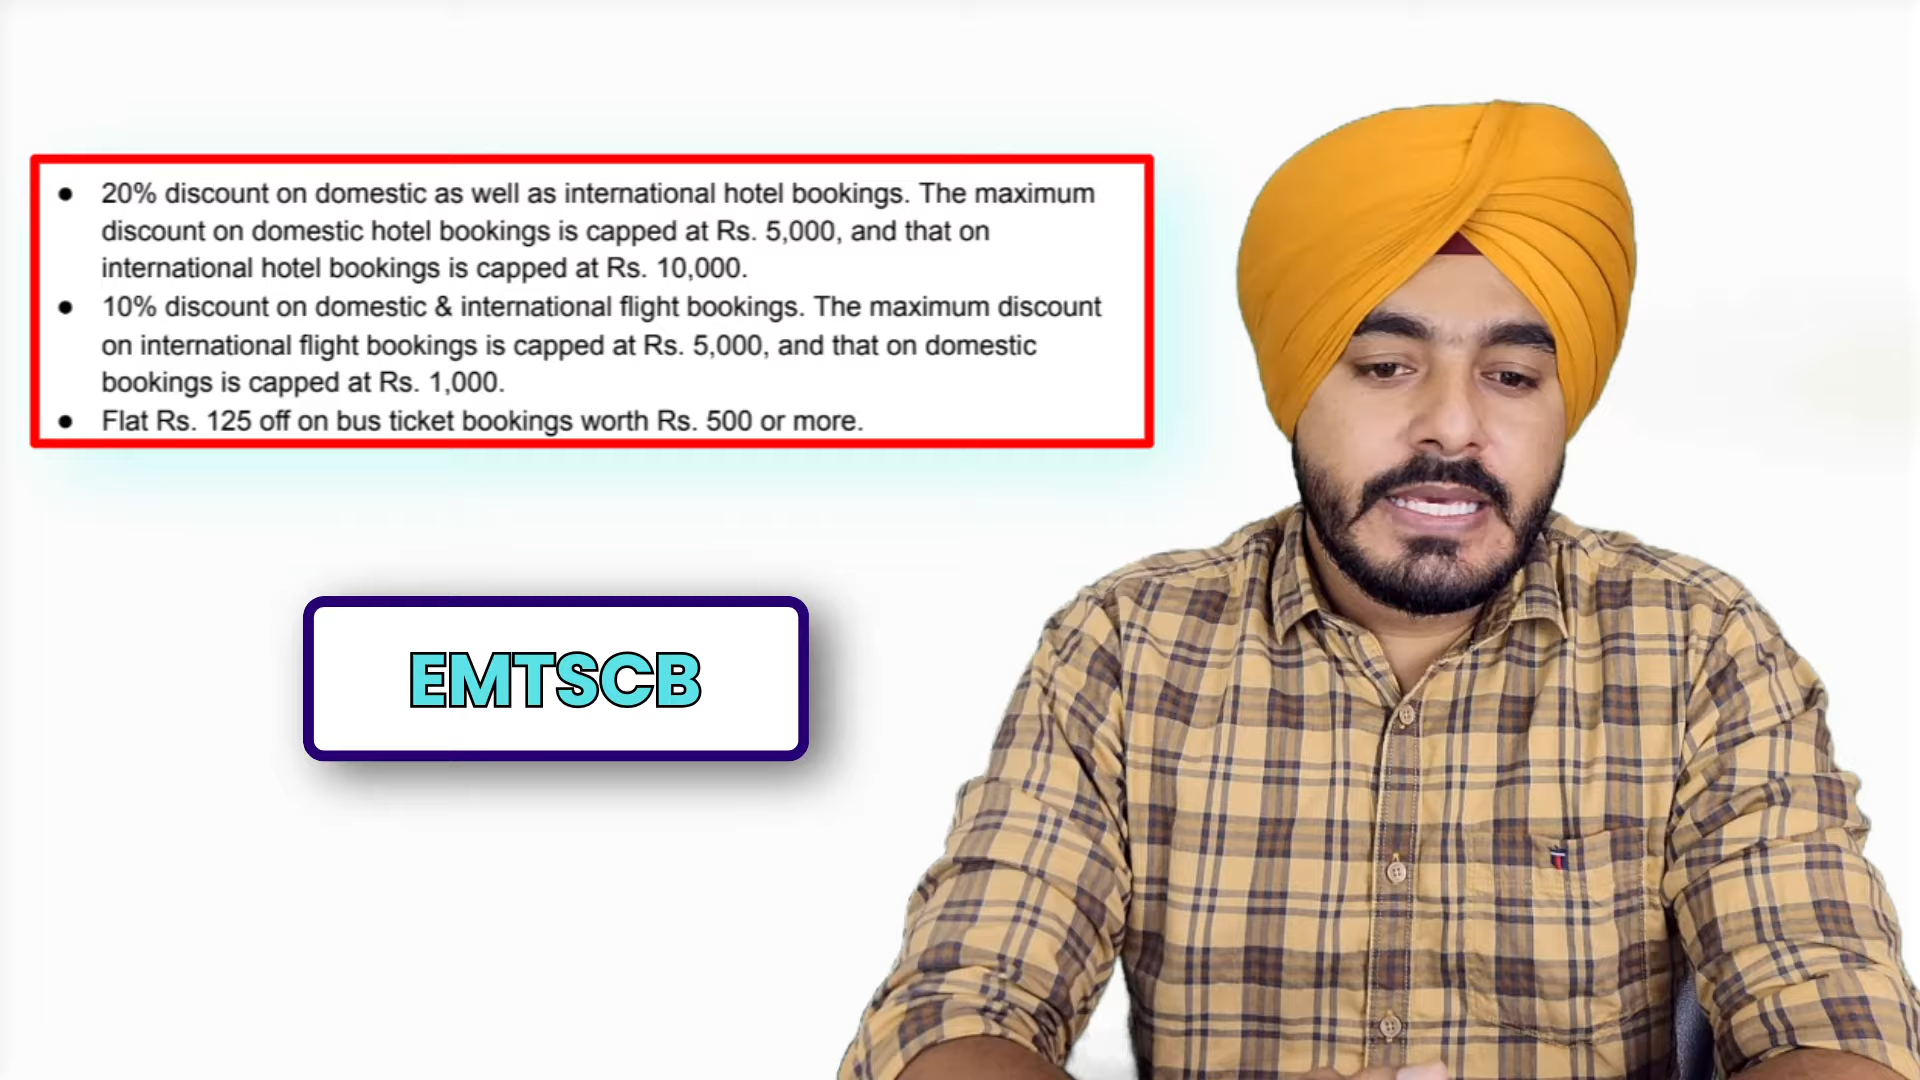 ● 20% discount on domestic as well as international hotel bookings. The maximum
discount on domestic hotel bookings is capped at Rs. 5,000, and that on
international hotel bookings is capped at Rs. 10,000.
● 10% discount on domestic & international flight bookings. The maximum discount
on international flight bookings is capped at Rs. 5,000, and that on domestic
bookings is capped at Rs. 1,000.
● Flat Rs. 125 off on bus ticket bookings worth Rs. 500 or more.
EMTSCB